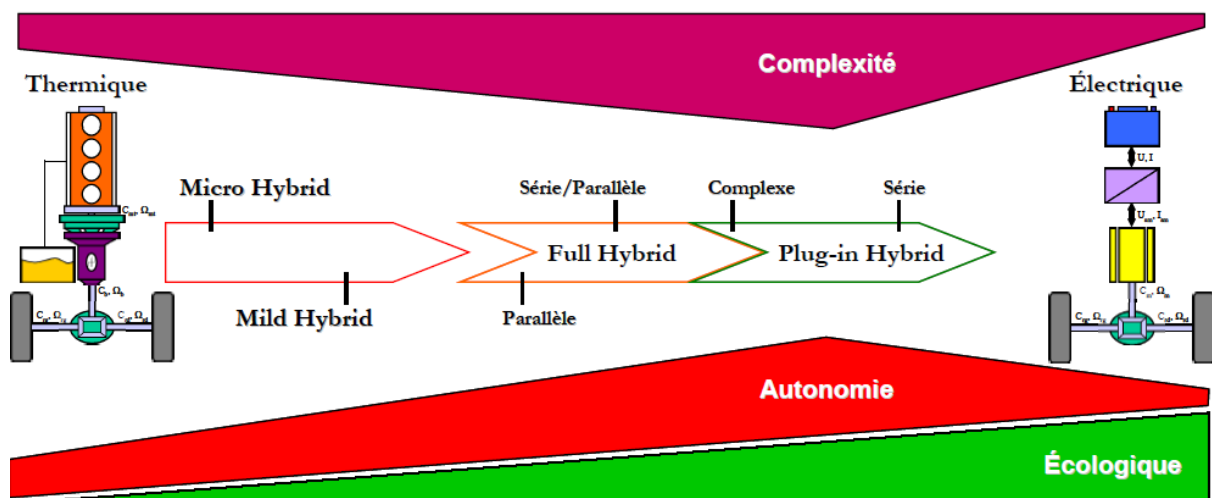 Complexité
Thermique
Électrique
U, I
Micro Hybrid
Série/Parallèle
Complexe
Série
Full Hybrid
Plug-in Hybrid
Mild Hybrid
Parallèle
Autonomie
Écologique